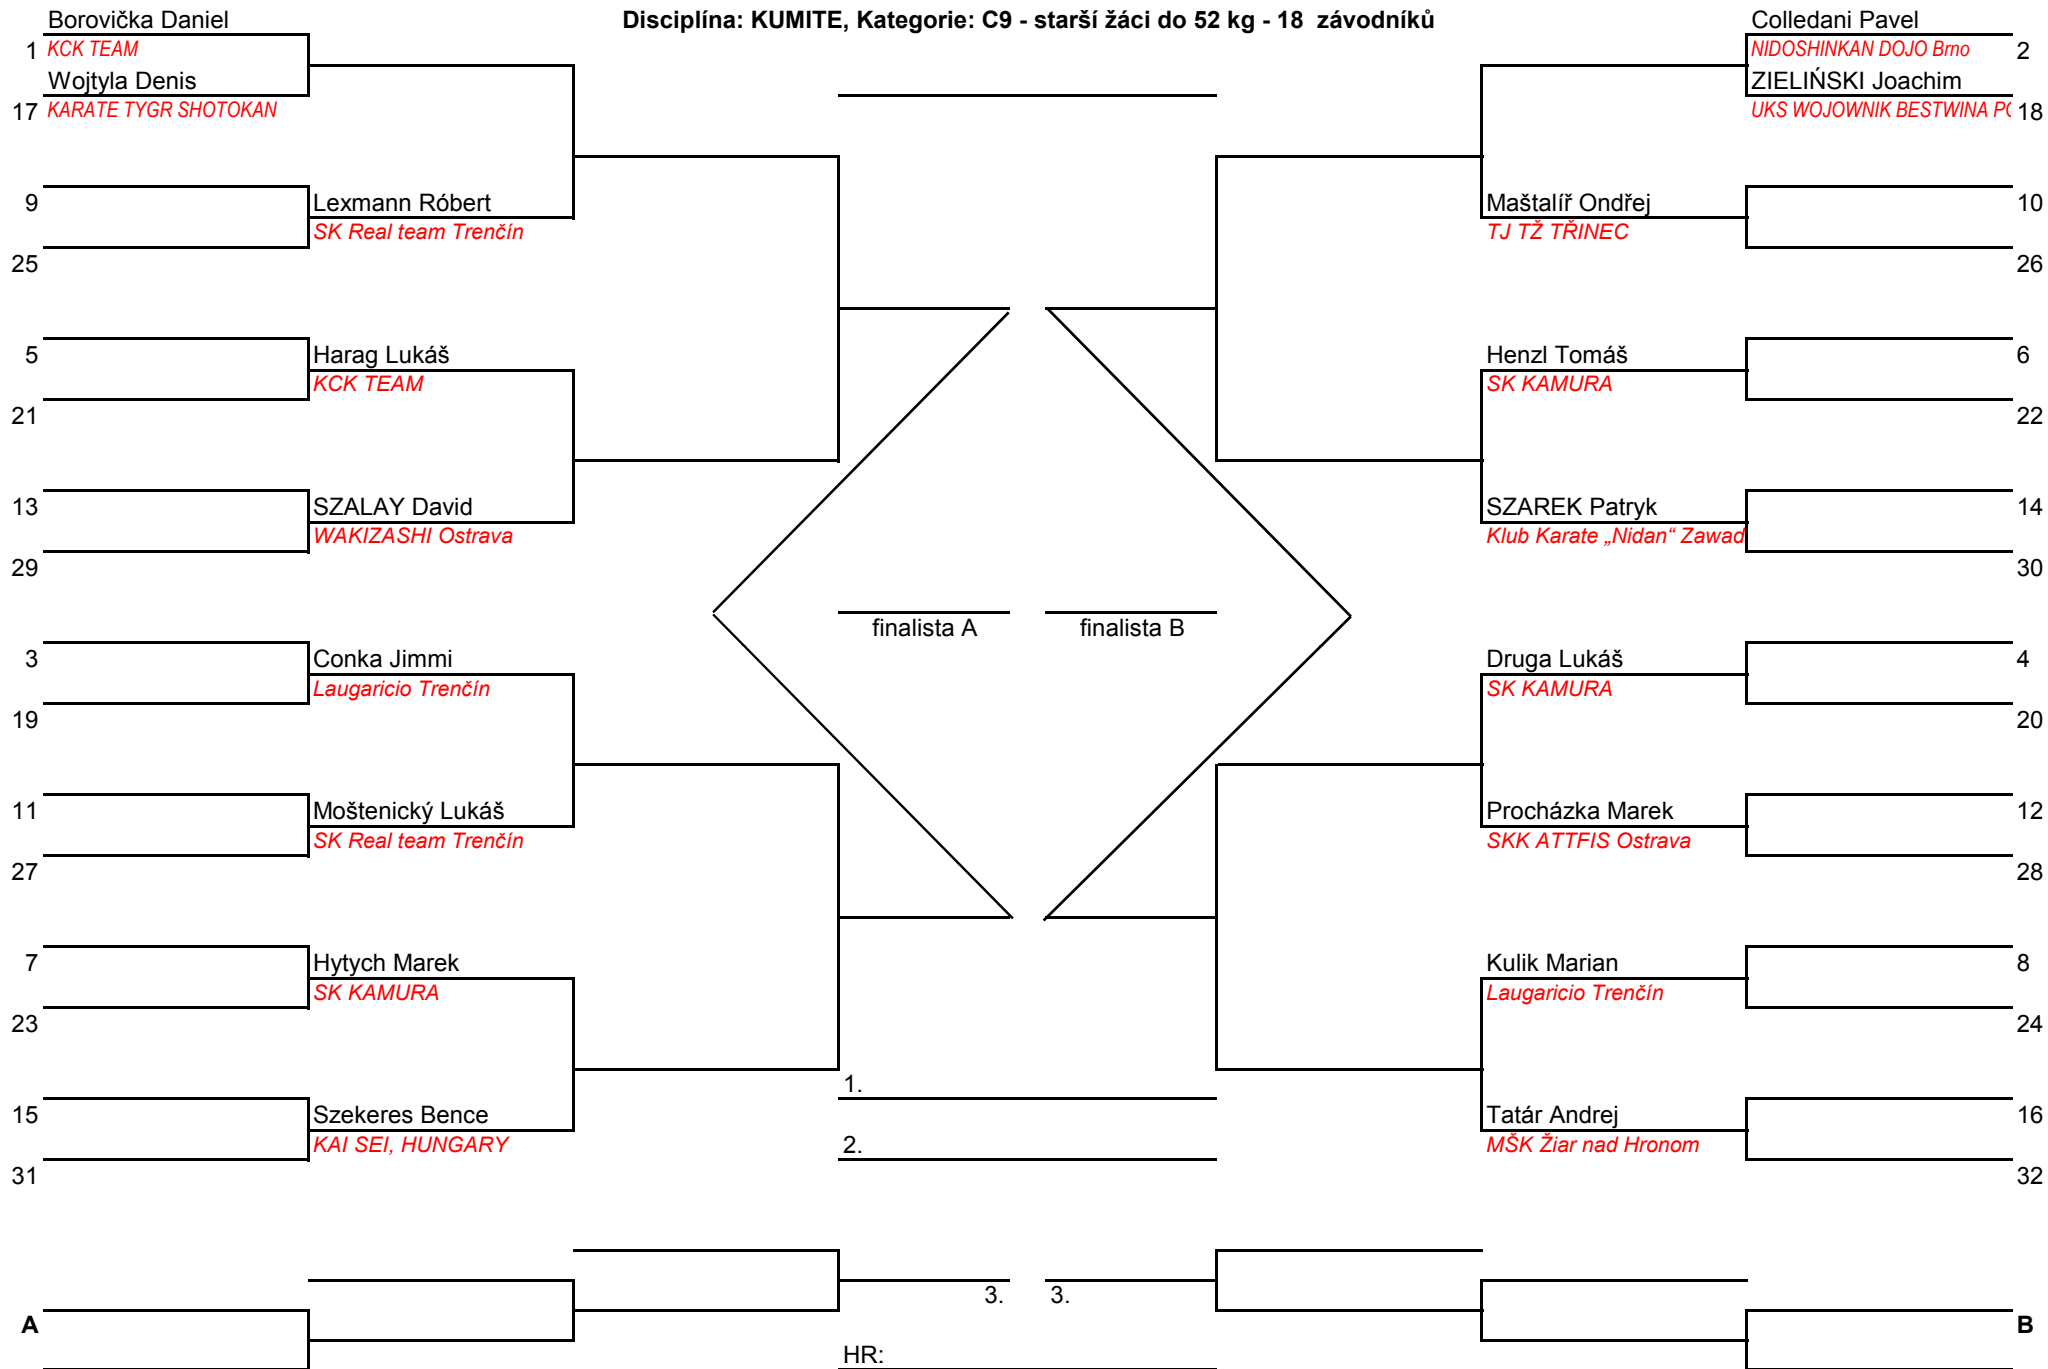 Disciplína: KUMITE, Kategorie: C9 - starší žáci do 52 kg - 18 závodníků
Borovička Daniel
1 KCK TEAM
Wojtyla Denis
17 KARATE TYGR SHOTOKAN
9
Lexmann Róbert
SK Real team Trenčín
25
5
Harag Lukáš
KCK TEAM
21
13
SZALAY David
WAKIZASHI Ostrava
29
3
Conka Jimmi
Laugaricio Trenčín
19
11
Moštenický Lukáš
SK Real team Trenčín
27
7
Hytych Marek
SK KAMURA
23
15
Szekeres Bence
KAI SEI, HUNGARY
31
A
finalista A
finalista B
1.
2.
3.
3.
HR:
Colledani Pavel
NIDOSHINKAN DOJO Brno 2
ZIELIŃSKI Joachim
UKS WOJOWNIK BESTWINA 18
Maštalíř Ondřej
TJ TŽ TŘINEC
10
26
Henzl Tomáš
SK KAMURA
6
22
SZAREK Patryk
Klub Karate „Nidan“ Zawad
14
30
Druga Lukáš
SK KAMURA
4
20
Procházka Marek
SKK ATTFIS Ostrava
12
28
Kulik Marian
Laugaricio Trenčín
8
24
Tatár Andrej
MŠK Žiar nad Hronom
16
32
B